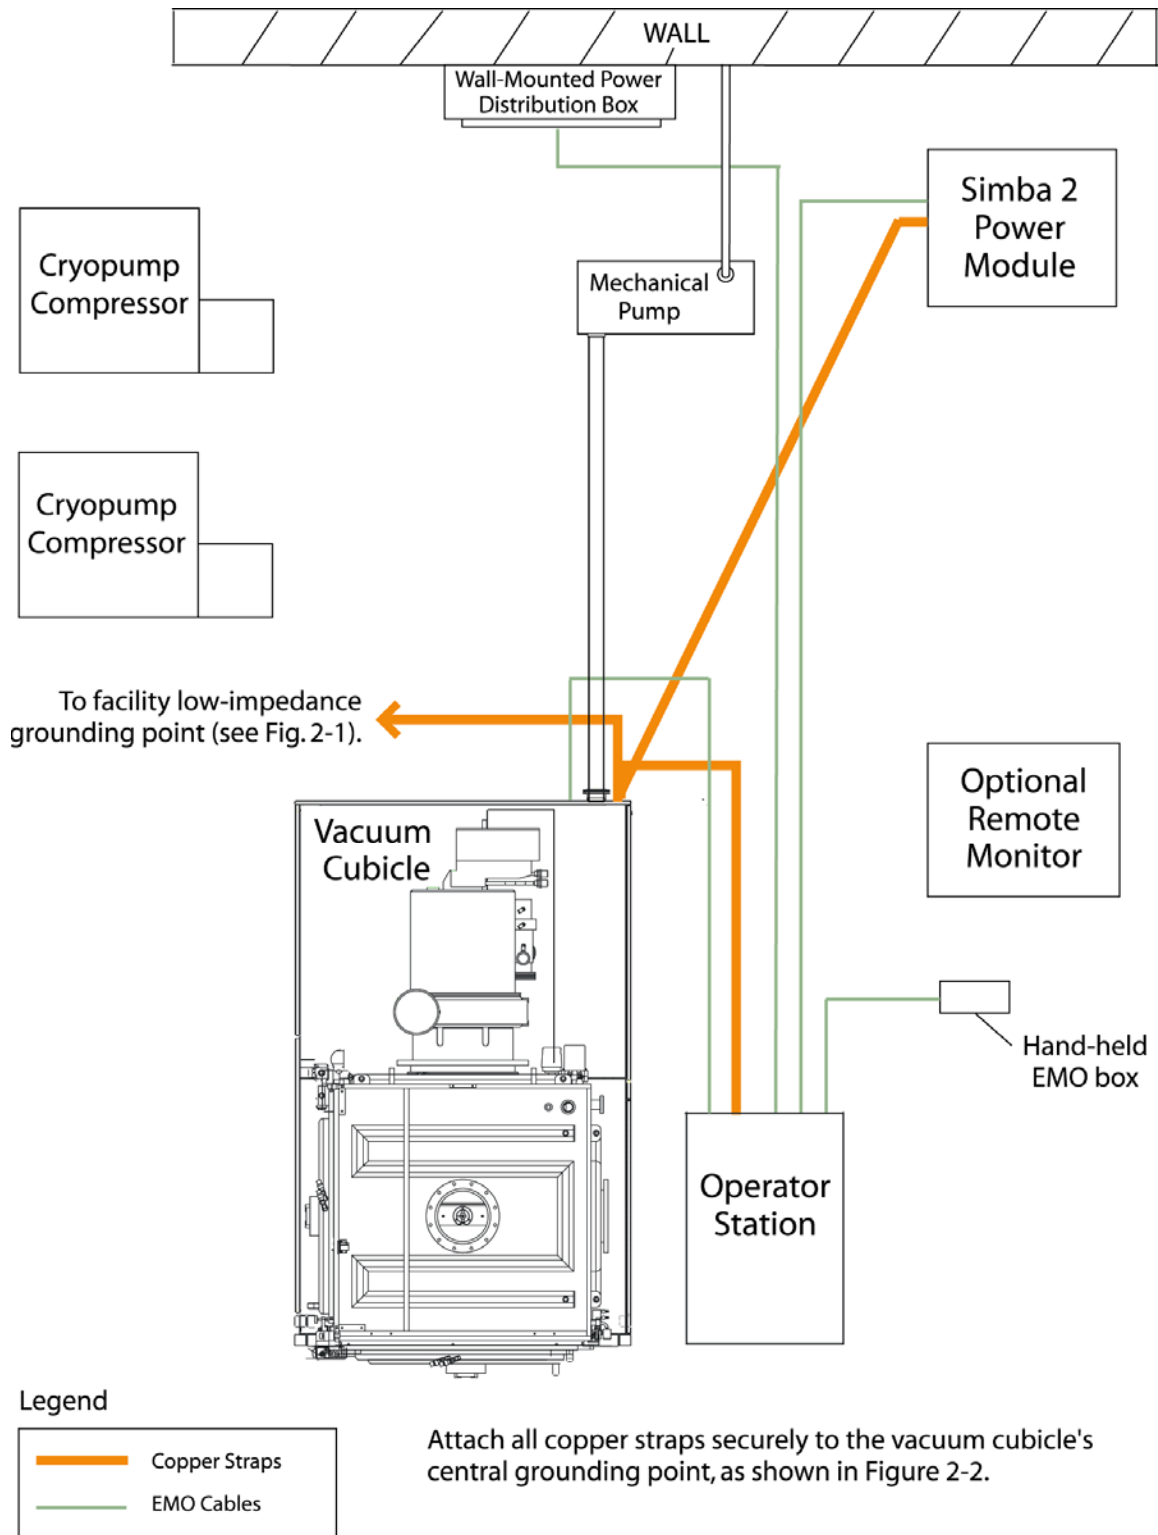 WALL
Wall-Mounted Power
Distribution Box
Simba 2
Power
Module
Cryopump
Compressor
Mechanical
Pump
Cryopump
Compressor
To facility low-impedance
grounding point (see Fig. 2-1).
Optional
Remote
Monitor
Vacuum
Cubicle
Hand-held
EMO box
Operator
Station
Legend
Copper Straps
EMO Cables
Attach all copper straps securely to the vacuum cubicle's
central grounding point, as shown in Figure 2-2.